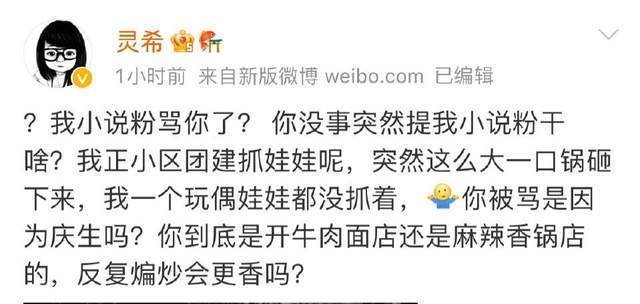 灵希
1小时前 来自新版微博 weibo.com 已编辑
？我小说粉骂你了？ 你没事突然提我小说粉干
啥？我正小区团建抓娃娃呢，突然这么大一口锅砸
下来，我一个玩偶娃娃都没抓着，🤷你被骂是因
为庆生吗？你到底是开牛肉面店还是麻辣香锅店
的，反复煸炒会更香吗？